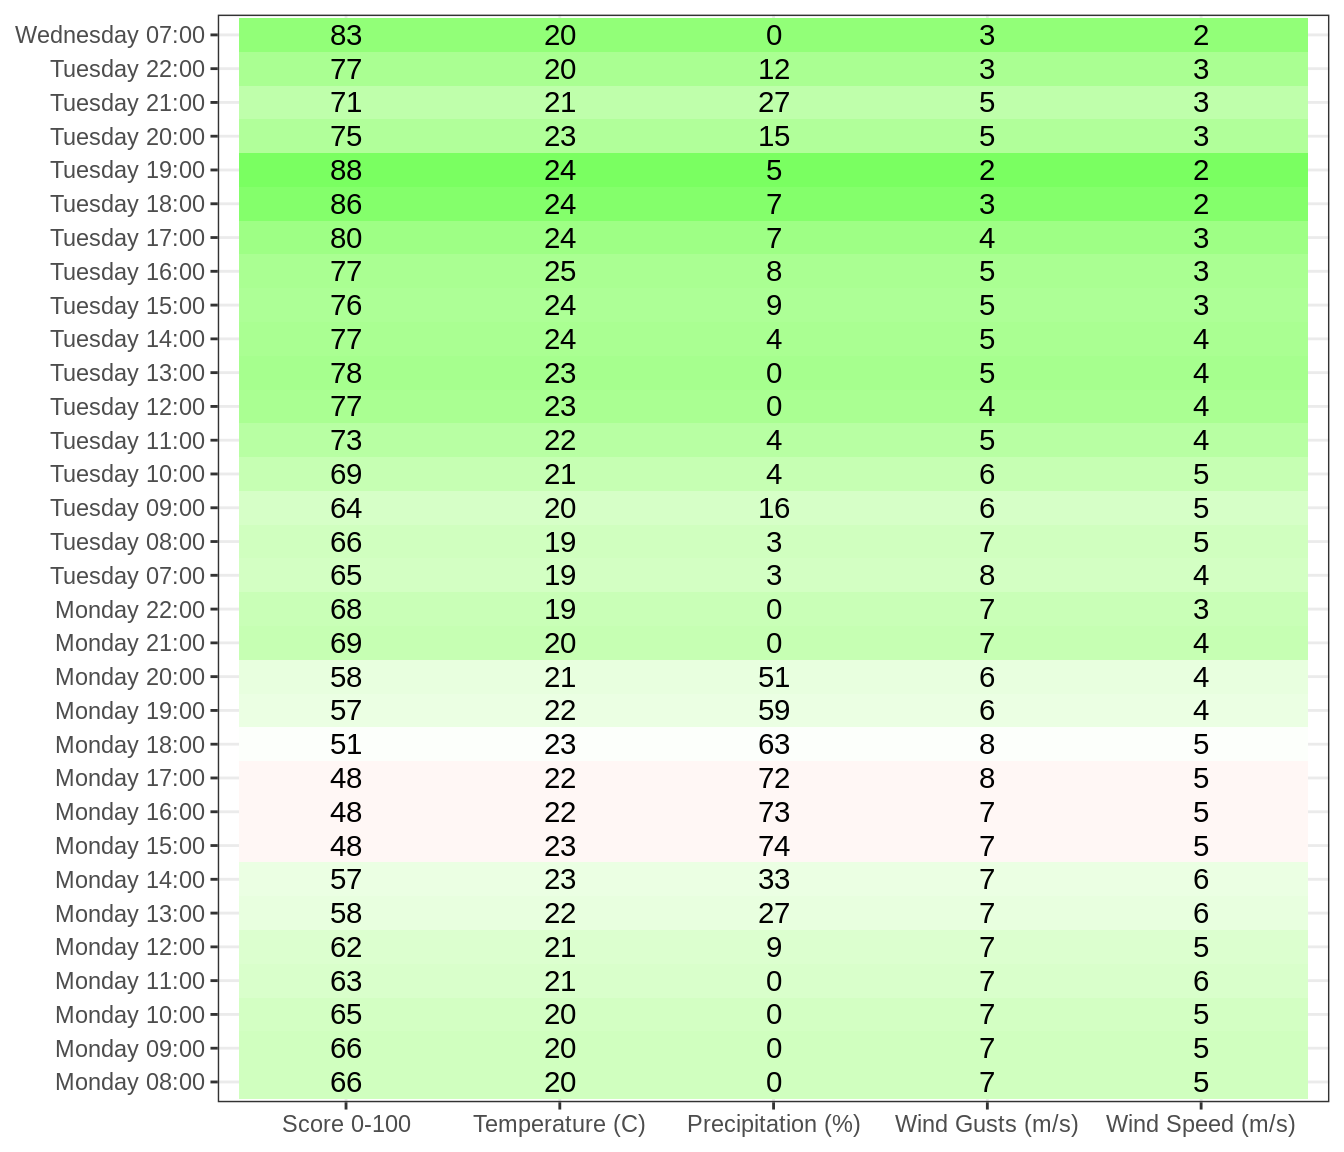 Wednesday 07:00 83 20 0 3 2
Tuesday 22:00 77 20 12 3 3
Tuesday 21:00 71 21 27 5 3
Tuesday 20:00 75 23 15 5 3
Tuesday 19:00 88 24 5 2 2
Tuesday 18:00 86 24 7 3 2
Tuesday 17:00 80 24 7 4 3
Tuesday 16:00 77 25 8 5 3
Tuesday 15:00 76 24 9 5 3
Tuesday 14:00 77 24 4 5 4
Tuesday 13:00 78 23 0 5 4
Tuesday 12:00 77 23 0 4 4
Tuesday 11:00 73 22 4 5 4
Tuesday 10:00 69 21 4 6 5
Tuesday 09:00 64 20 16 6 5
Tuesday 08:00 66 19 3 7 5
Tuesday 07:00 65 19 3 8 4
Monday 22:00 68 19 0 7 3
Monday 21:00 69 20 0 7 4
Monday 20:00 58 21 51 6 4
Monday 19:00 57 22 59 6 4
Monday 18:00 51 23 63 8 5
Monday 17:00 48 22 72 8 5
Monday 16:00 48 22 73 7 5
Monday 15:00 48 23 74 7 5
Monday 14:00 57 23 33 7 6
Monday 13:00 58 22 27 7 6
Monday 12:00 62 21 9 7 5
Monday 11:00 63 21 0 7 6
Monday 10:00 65 20 0 7 5
Monday 09:00 66 20 0 7 5
Monday 08:00 66 20 0 7 5
Score 0-100 Temperature (C) Precipitation (%) Wind Gusts (m/s) Wind Speed (m/s)